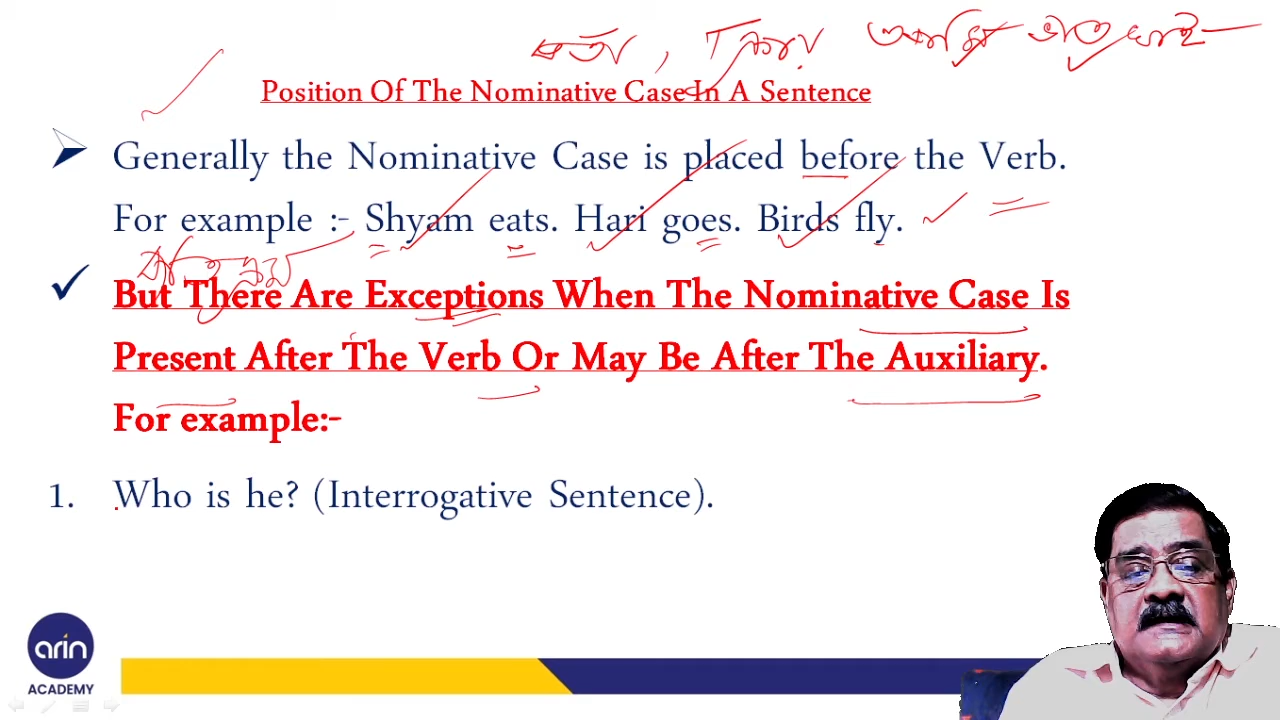 Position Of The Nominative Case In A Sentence
Generally the Nominative Case is placed before the Verb.
For example :- Shyam eats. Hari goes. Birds fly.
But There Are Exceptions When The Nominative Case Is
Present After The Verb Or May Be After The Auxiliary.
For example:-
1. Who is he? (Interrogative Sentence).
arin
ACADEMY